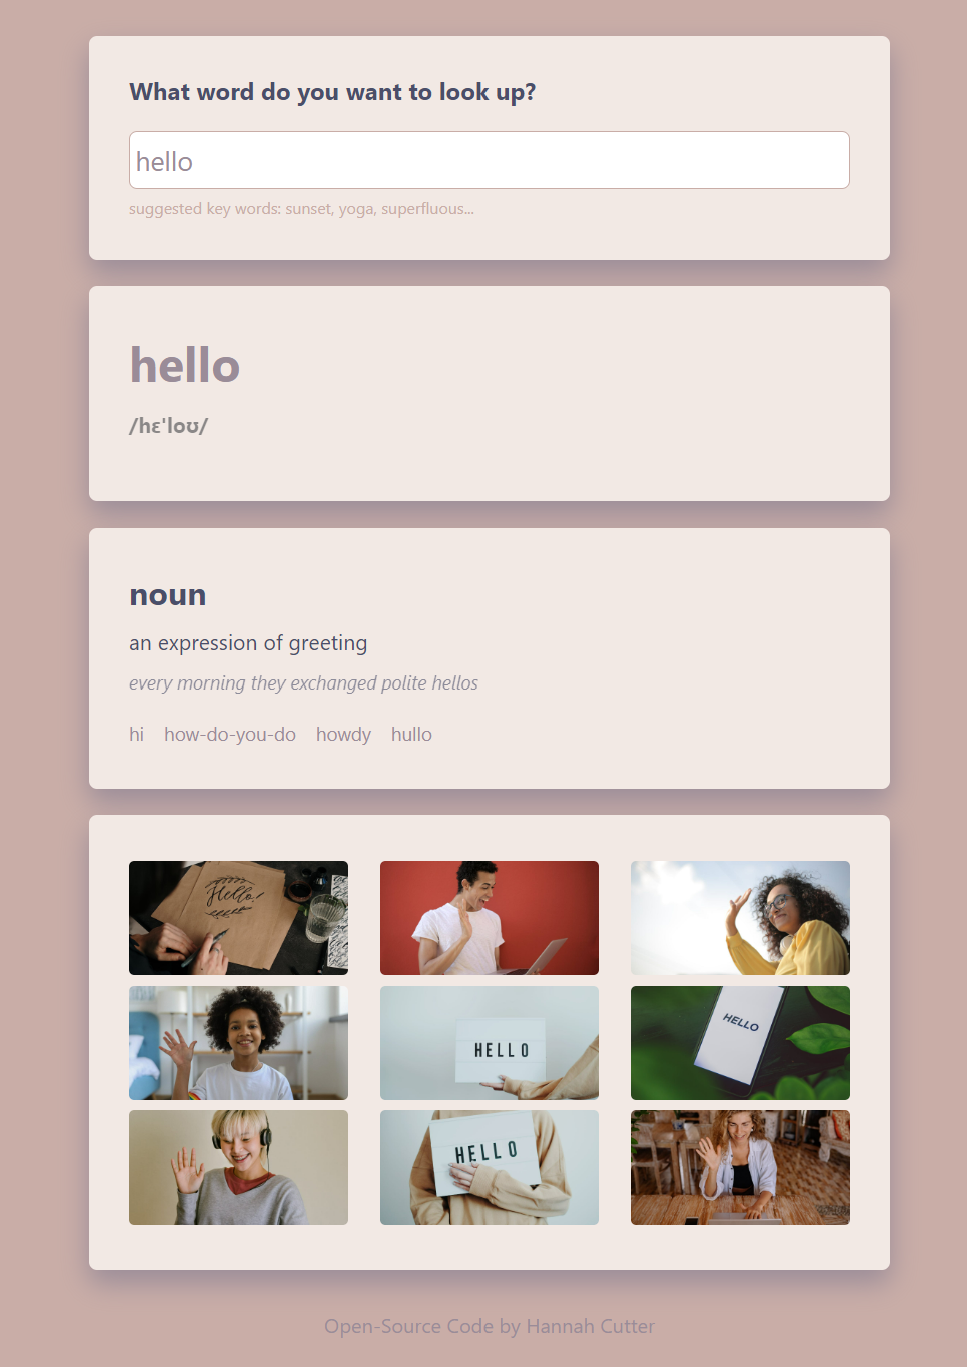 What word do you want to look up?
hello
suggested key words: sunset, yoga, superfluous...
hello
/hɛˈloʊ/
noun
an expression of greeting
every morning they exchanged polite hellos
hi how-do-you-do howdy hullo
Hello!
HELLO
HELLO
HELLO
Open-Source Code by Hannah Cutter